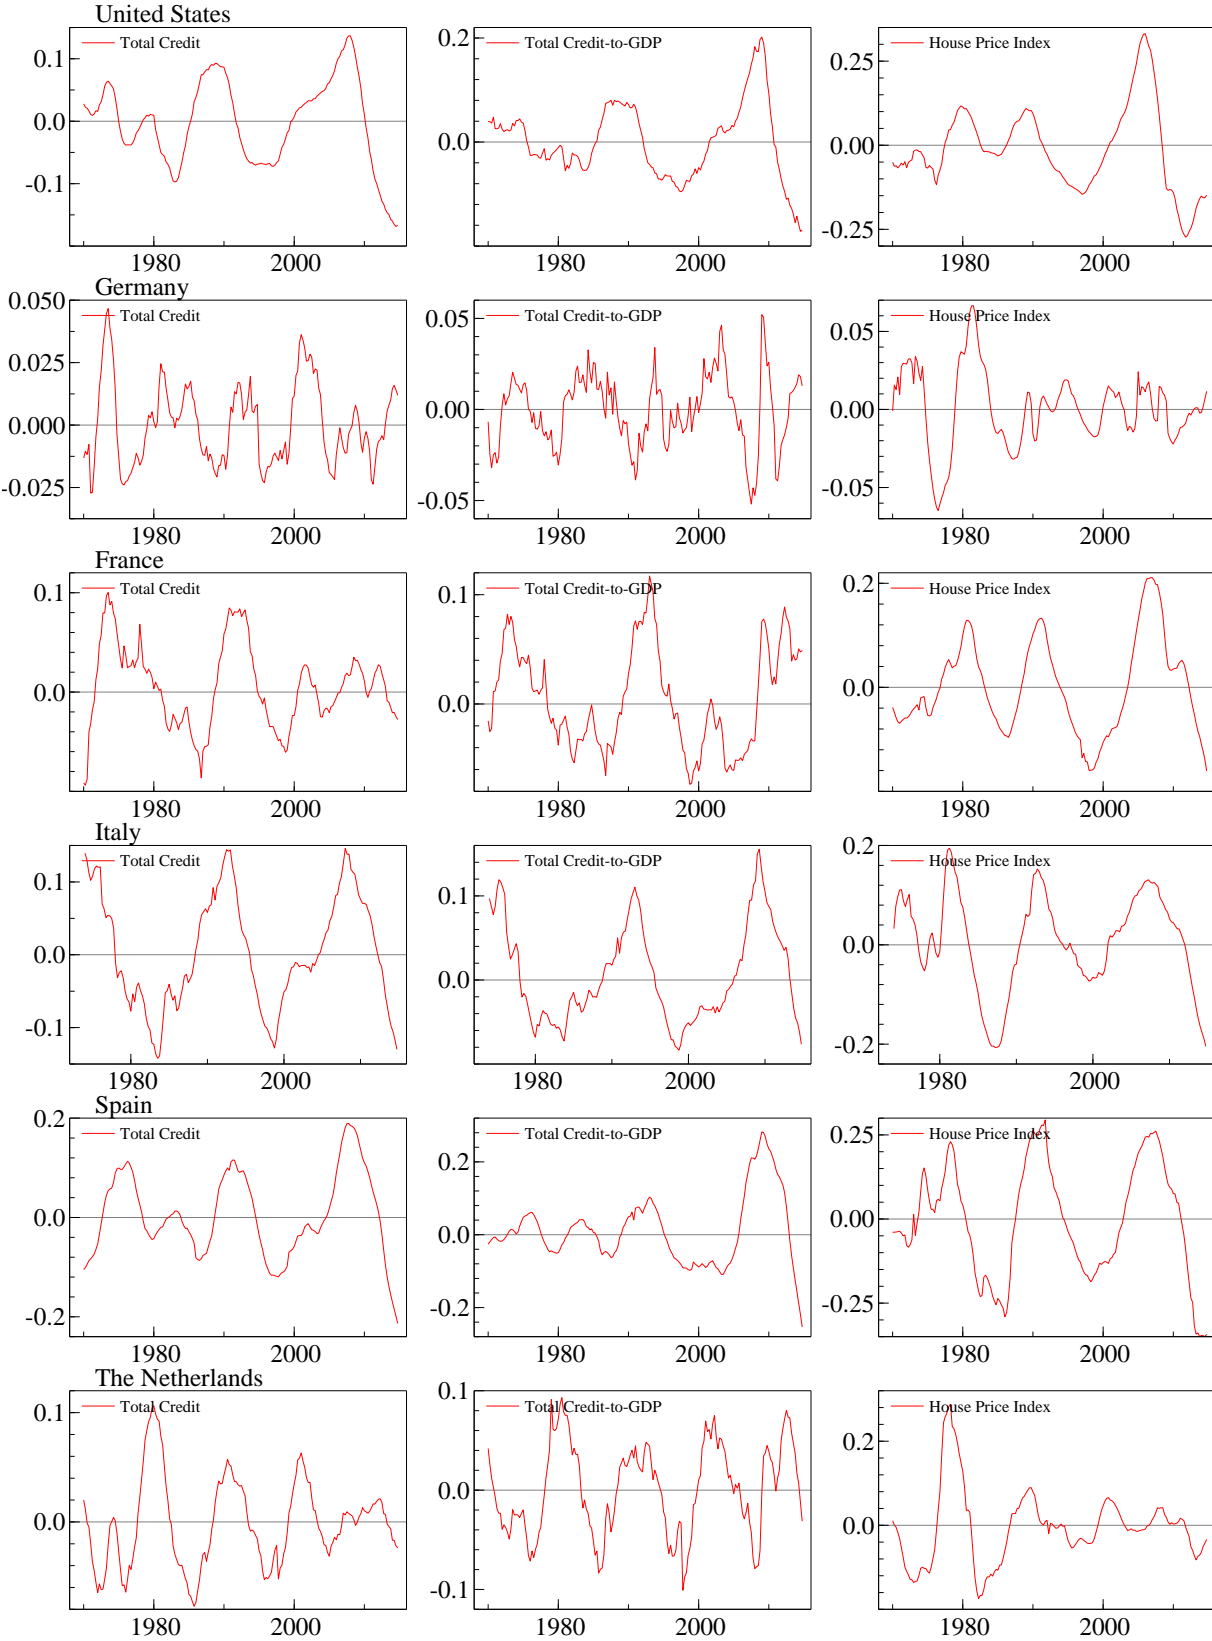 United States
Total Credit
Total Credit-to-GDP
House Price Index
0.1
0.0
-0.1
0.2
0.0
0.25
0.00
-0.25
1980 2000 1980 2000 1980 2000
Germany
Total Credit
Total Credit-to-GDP
House Price Index
0.050
0.025
0.000
-0.025
0.05
0.00
-0.05
0.05
0.00
-0.05
1980 2000 1980 2000 1980 2000
France
Total Credit
Total Credit-to-GDP
House Price Index
0.1
0.0
0.1
0.0
0.2
0.0
1980 2000 1980 2000 1980 2000
Italy
Total Credit
Total Credit-to-GDP
House Price Index
0.1
0.0
-0.1
0.1
0.0
0.2
0.0
-0.2
1980 2000 1980 2000 1980 2000
Spain
Total Credit
Total Credit-to-GDP
House Price Index
0.2
0.0
-0.2
0.2
0.0
-0.2
0.25
0.00
-0.25
1980 2000 1980 2000 1980 2000
The Netherlands
Total Credit
Total Credit-to-GDP
House Price Index
0.1
0.0
0.1
0.0
-0.1
0.2
0.0
1980 2000 1980 2000 1980 2000